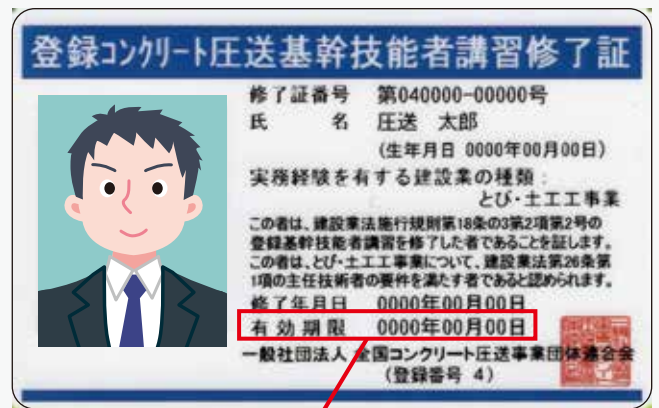 登録コンクリート圧送基幹技能者講習修了証
修了証番号 第040000-00000号
氏 名 圧送 太郎
(生年月日 0000年00月00日)
実務経験を有する建設業の種類:
とび・土工工事業
この者は、建設業法施行規則第18条の3第2項第2号の
登録基幹技能者講習を修了した者であることを証します。
この者は、とび・土工工事業について、建設業法第26条第
1項の主任技術者の要件を満たす者であると認められます。
修了年月日 0000年00月00日
有効期限 0000年00月00日
一般社団法人 全国コンクリート圧送事業団体連合会
(登録番号 4)